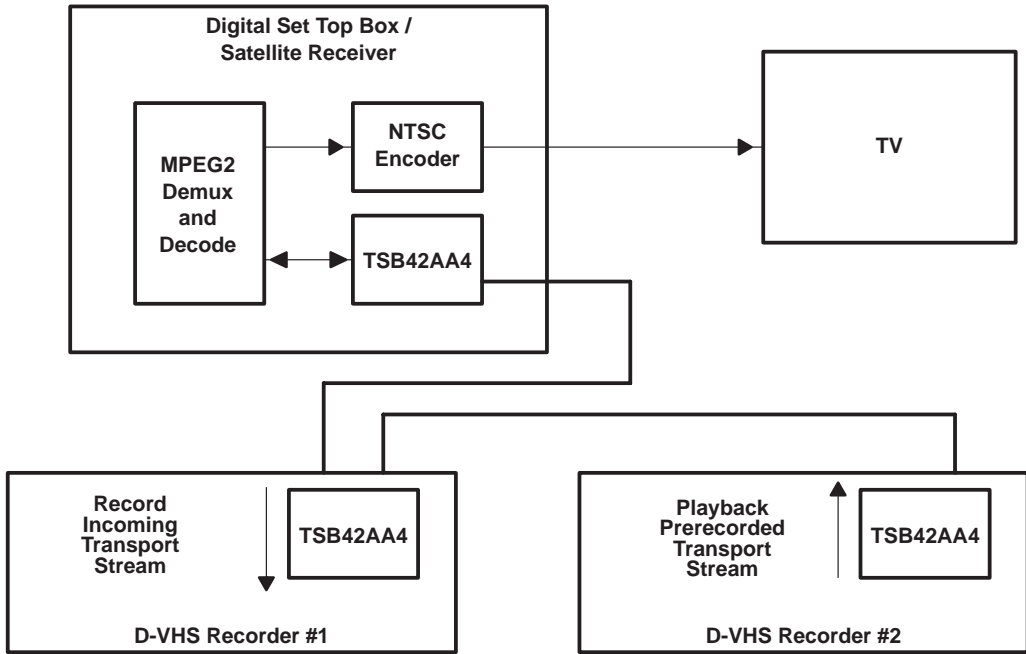 Digital Set Top Box /
Satellite Receiver
MPEG2
Demux
and
Decode
NTSC
Encoder
TSB42AA4
TV
Record
Incoming
Transport
Stream
TSB42AA4
D-VHS Recorder #1
Playback
Prerecorded
Transport
Stream
TSB42AA4
D-VHS Recorder #2